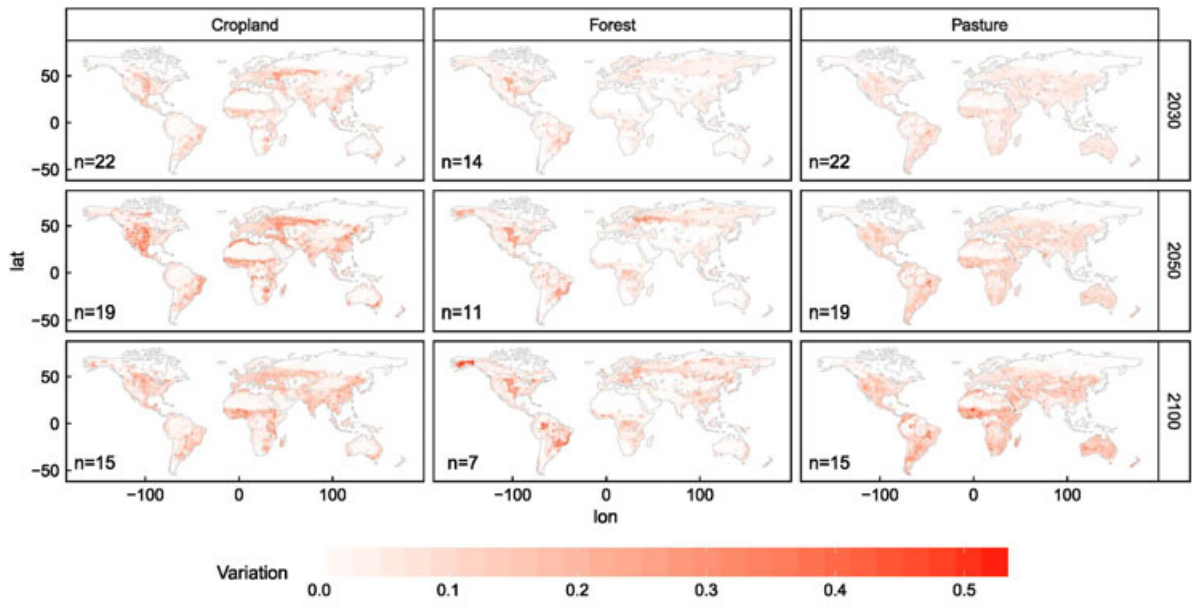 Cropland Forest Pasture
50
0
−50
n=22 n=14 n=22
2030
lat
50
0
−50
n=19 n=11 n=19
2050
50
0
−50
n=15 n=7 n=15
2100
−100 0 100 −100 0 100 −100 0 100
lon
Variation
0.0 0.1 0.2 0.3 0.4 0.5